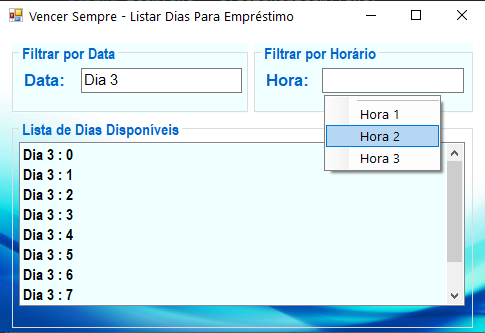 Vencer Sempre - Listar Dias Para Empréstimo
Filtrar por Data
Data: Dia 3
Filtrar por Horário
Hora:
Hora 1
Hora 2
Hora 3
Lista de Dias Disponíveis
Dia 3 : 0
Dia 3 : 1
Dia 3 : 2
Dia 3 : 3
Dia 3 : 4
Dia 3 : 5
Dia 3 : 6
Dia 3 : 7